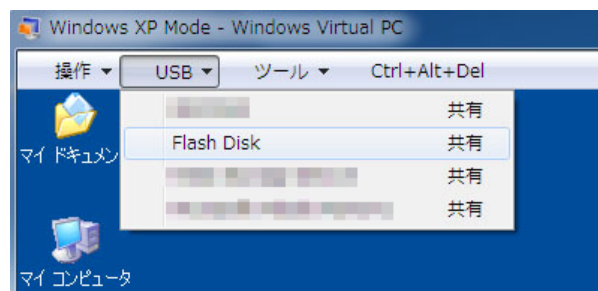 Windows XP Mode - Windows Virtual PC
操作 ▼ USB ▼ ツール ▼ Ctrl+Alt+Del
共有
Flash Disk 共有
共有
共有
マイ ドキュメン
マイ コンピュータ